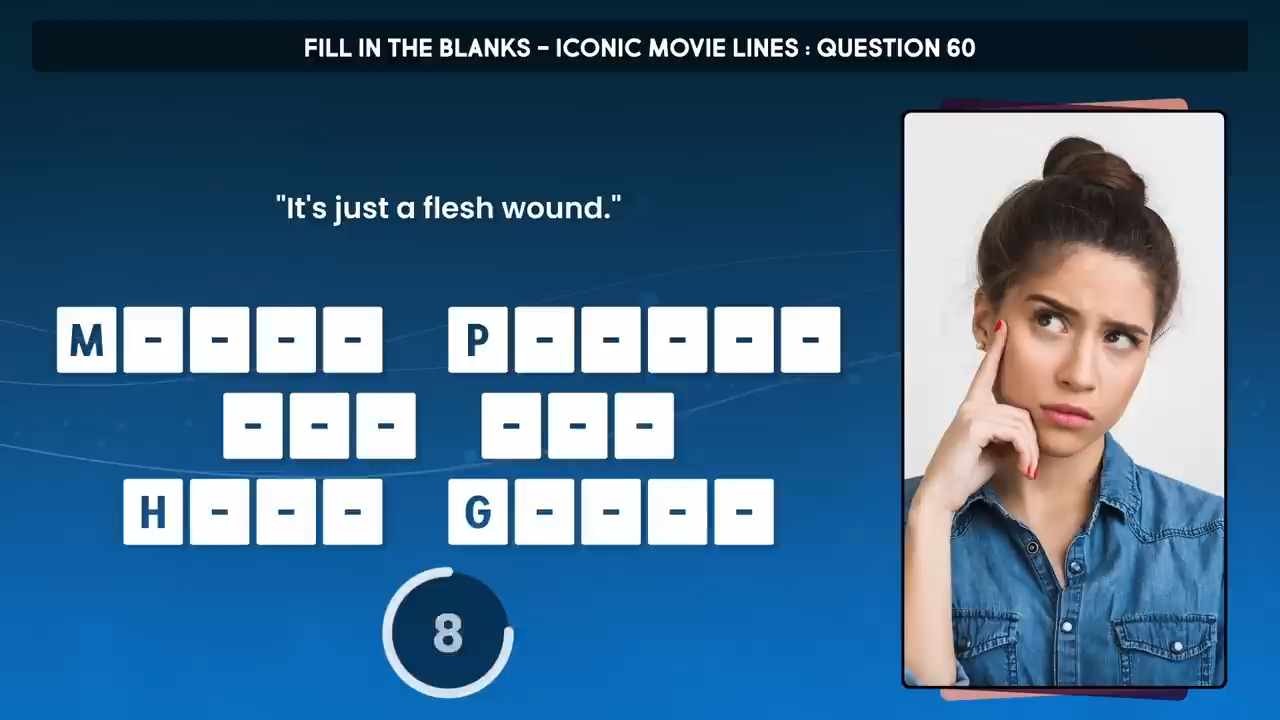 FILL IN THE BLANKS - ICONIC MOVIE LINES : QUESTION 60
"It's just a flesh wound."
M - - - - P - - - - -
- - - - - -
H - - - G - - - -
8